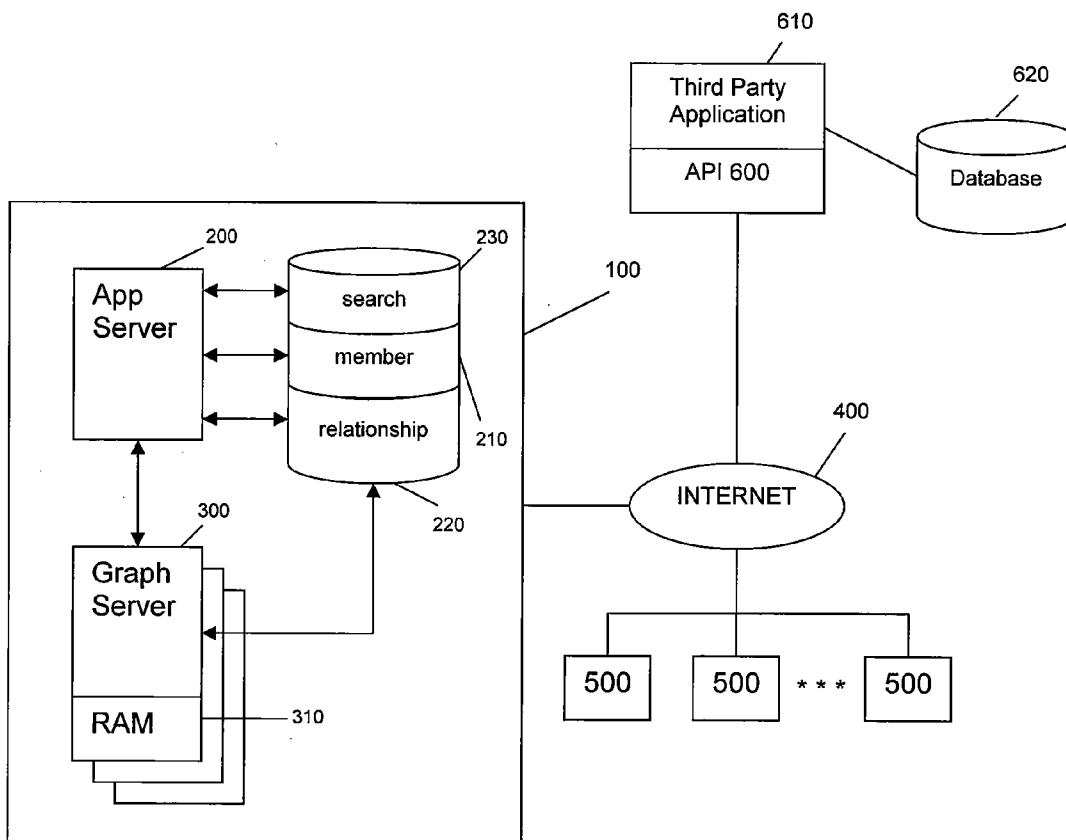 610
Third Party
Application
API 600
620
Database
200
App
Server
230
search
member
relationship
210
220
100
400
INTERNET
300
Graph
Server
RAM
310
500
500
* * *
500